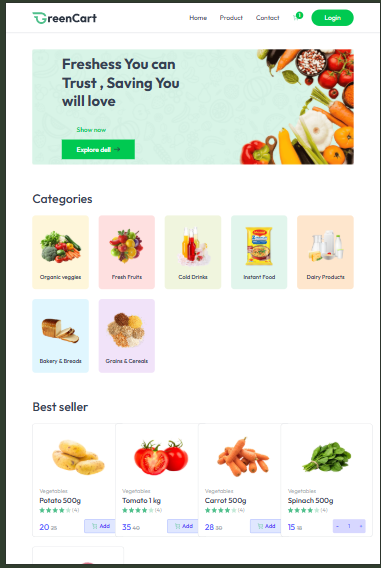 GreenCart
Home Product Contact 1 Login
Freshess You can
Trust , Saving You
will love
Show now
Explore dell →
Categories
Organic veggies
Fresh Fruits
Cold Drinks
Instant Food
Dairy Products
Bakery & Breads
Grains & Cereals
Best seller
Vegetables
Potato 500g
(4)
20 25
Add
Vegetables
Tomato 1 kg
(4)
35 40
Add
Vegetables
Carrot 500g
(4)
28 30
Add
Vegetables
Spinach 500g
(4)
15 18
- 1 +